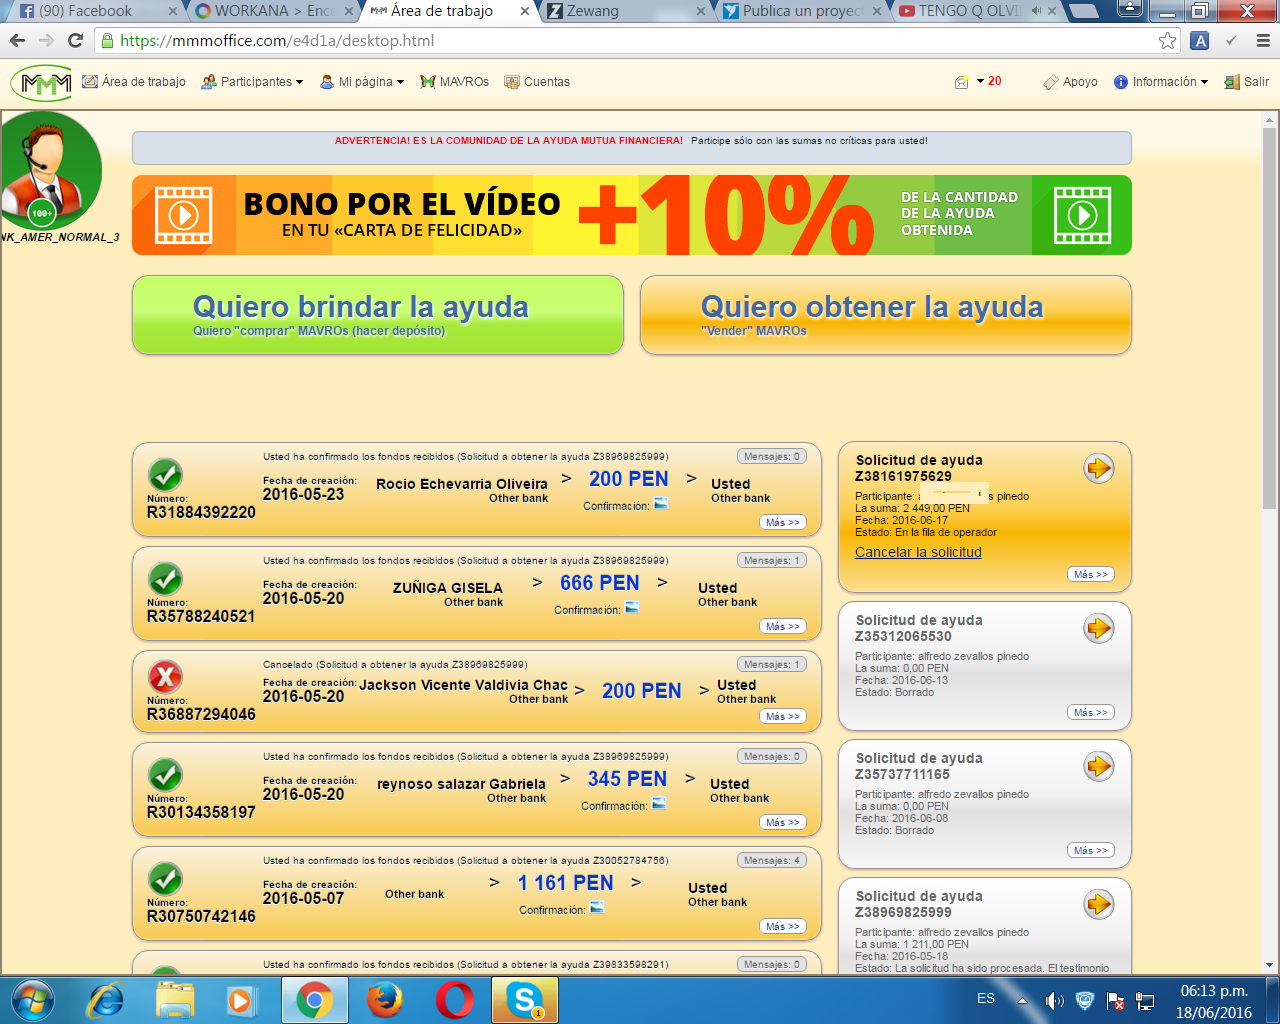 (90) Facebook
WORKANA > Enco
Área de trabajo
Zewang
Publica un proyec
TENGO Q OLVI
https://mmmoffice.com/e4d1a/desktop.html
A
MMM
Área de trabajo
Participantes
Mi página
MAVROs
Cuentas
20
Apoyo
Información
Salir
100+
NK_AMER_NORMAL_3
ADVERTENCIA! ES LA COMUNIDAD DE LA AYUDA MUTUA FINANCIERA! Participe sólo con las sumas no críticas para usted!
BONO POR EL VÍDEO
EN TU «CARTA DE FELICIDAD»
+10%
DE LA CANTIDAD
DE LA AYUDA
OBTENIDA
Quiero brindar la ayuda
Quiero "comprar" MAVROs (hacer depósito)
Quiero obtener la ayuda
"Vender" MAVROs
Usted ha confirmado los fondos recibidos (Solicitud a obtener la ayuda Z38969825999)
Mensajes: 0
Número:
R31884392220
Fecha de creación:
2016-05-23
Rocio Echevarria Oliveira
Other bank
> 200 PEN >
Confirmación:
Usted
Other bank
Más >>
Usted ha confirmado los fondos recibidos (Solicitud a obtener la ayuda Z38969825999)
Mensajes: 1
Número:
R35788240521
Fecha de creación:
2016-05-20
ZUÑIGA GISELA
Other bank
> 666 PEN >
Confirmación:
Usted
Other bank
Más >>
Cancelado (Solicitud a obtener la ayuda Z38969825999)
Mensajes: 1
Número:
R36887294046
Fecha de creación:
2016-05-20
Jackson Vicente Valdivia Chac
Other bank
> 200 PEN >
Usted
Other bank
Más >>
Usted ha confirmado los fondos recibidos (Solicitud a obtener la ayuda Z38969825999)
Mensajes: 0
Número:
R30134358197
Fecha de creación:
2016-05-20
reynoso salazar Gabriela
Other bank
> 345 PEN >
Confirmación:
Usted
Other bank
Más >>
Usted ha confirmado los fondos recibidos (Solicitud a obtener la ayuda Z30052784756)
Mensajes: 4
Número:
R30750742146
Fecha de creación:
2016-05-07
Other bank
> 1 161 PEN >
Confirmación:
Usted
Other bank
Más >>
Usted ha confirmado los fondos recibidos (Solicitud a obtener la ayuda Z39833598291)
Mensajes: 0
Solicitud de ayuda
Z38161975629
Participante: pinedo
La suma: 2 449,00 PEN
Fecha: 2016-06-17
Estado: En la fila de operador
Cancelar la solicitud
Más >>
Solicitud de ayuda
Z35312065530
Participante: alfredo zevallos pinedo
La suma: 0,00 PEN
Fecha: 2016-06-13
Estado: Borrado
Más >>
Solicitud de ayuda
Z35737711165
Participante: alfredo zevallos pinedo
La suma: 0,00 PEN
Fecha: 2016-06-08
Estado: Borrado
Más >>
Solicitud de ayuda
Z38969825999
Participante: alfredo zevallos pinedo
La suma: 1 211,00 PEN
Fecha: 2016-05-18
Estado: La solicitud ha sido procesada. El testimonio
ES
06:13 p.m.
18/06/2016